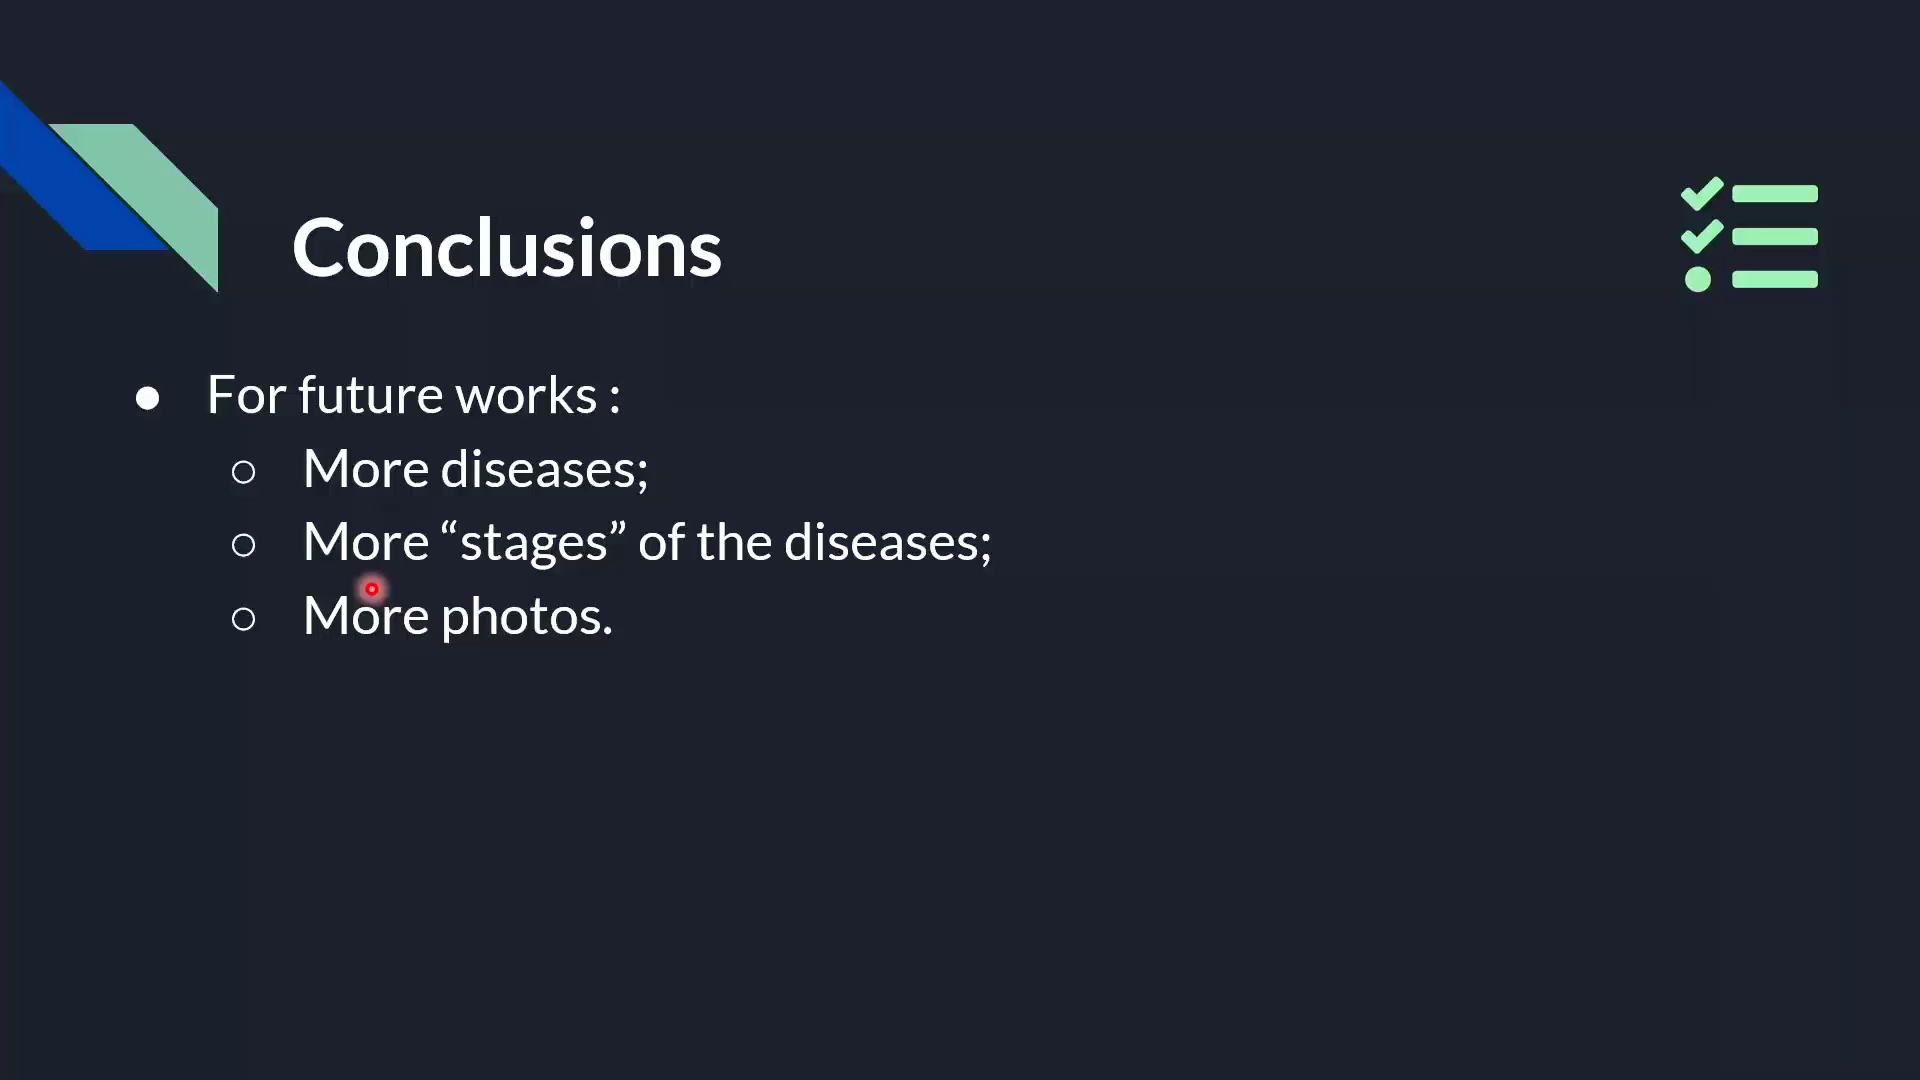 Conclusions
● For future works :
○ More diseases;
○ More “stages” of the diseases;
○ More photos.